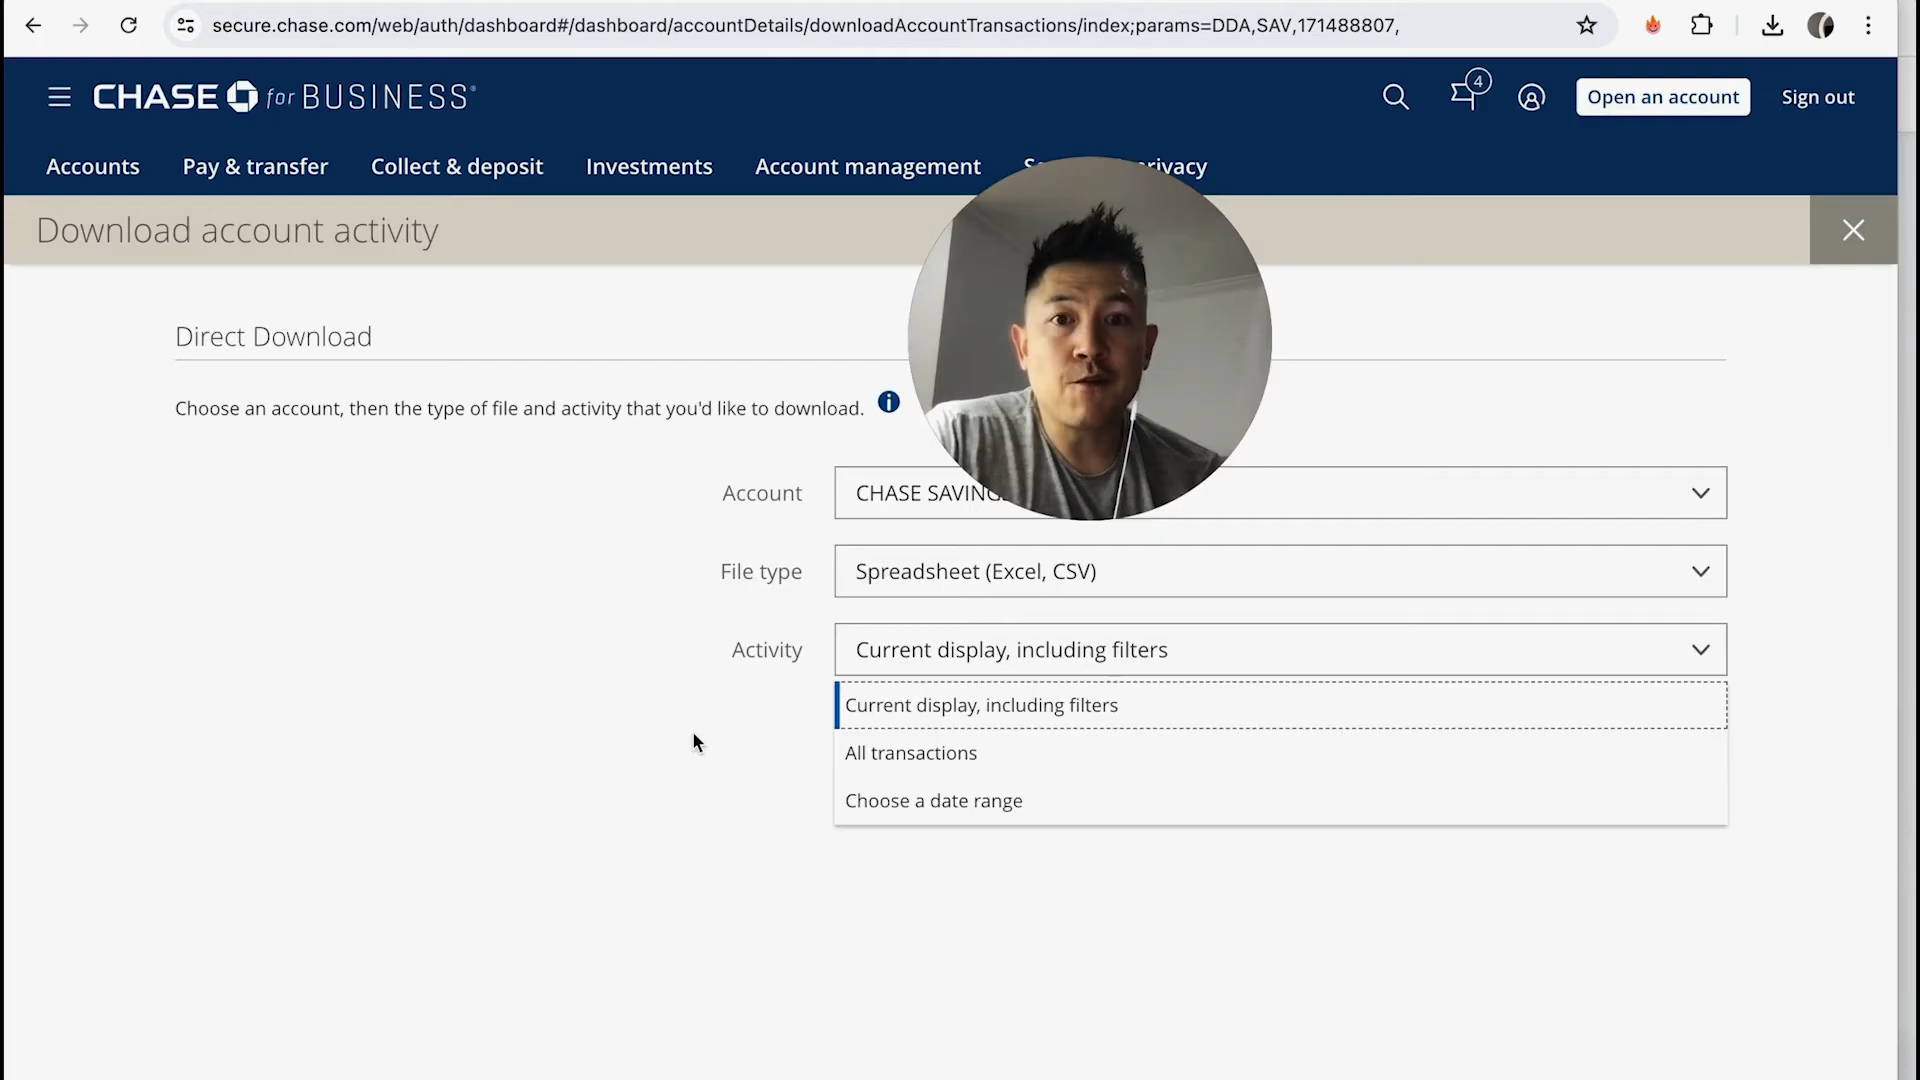 secure.chase.com/web/auth/dashboard#/dashboard/accountDetails/downloadAccountTransactions/index;params=DDA,SAV,171488807,
CHASE for BUSINESS
4
Open an account
Sign out
Accounts
Pay & transfer
Collect & deposit
Investments
Account management
Download account activity
Direct Download
Choose an account, then the type of file and activity that you'd like to download.
Account
CHASE SAVING
File type
Spreadsheet (Excel, CSV)
Activity
Current display, including filters
Current display, including filters
All transactions
Choose a date range